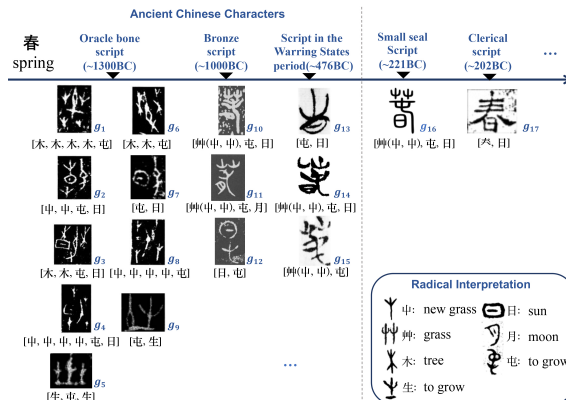 Ancient Chinese Characters
春
spring
Oracle bone
script
(~1300BC)
Bronze
script
(~1000BC)
Script in the
Warring States
period(~476BC)
Small seal
Script
(~221BC)
Clerical
script
(~202BC)
...
g1
[木, 木, 木, 木, 屯]
g6
[木, 木, 屯]
g10
[艸(屮, 屮), 屯, 日]
g13
[屯, 日]
g16
[艸(屮, 屮), 屯, 日]
g17
[𡗗, 日]
g2
[屮, 屮, 屯, 日]
g7
[屯, 日]
g11
[艸(屮, 屮), 屯, 月]
g14
[艸(屮, 屮), 屯, 日]
g3
[木, 木, 屯, 日]
g8
[屮, 屮, 屮, 屮, 屯]
g12
[日, 屯]
g15
[艸(屮, 屮), 屯]
g4
[屮, 屮, 屮, 屮, 屯, 日]
g9
[屯, 生]
g5
[生, 屯, 生]
...
Radical Interpretation
屮: new grass
日: sun
艸: grass
月: moon
木: tree
屯: to grow
生: to grow